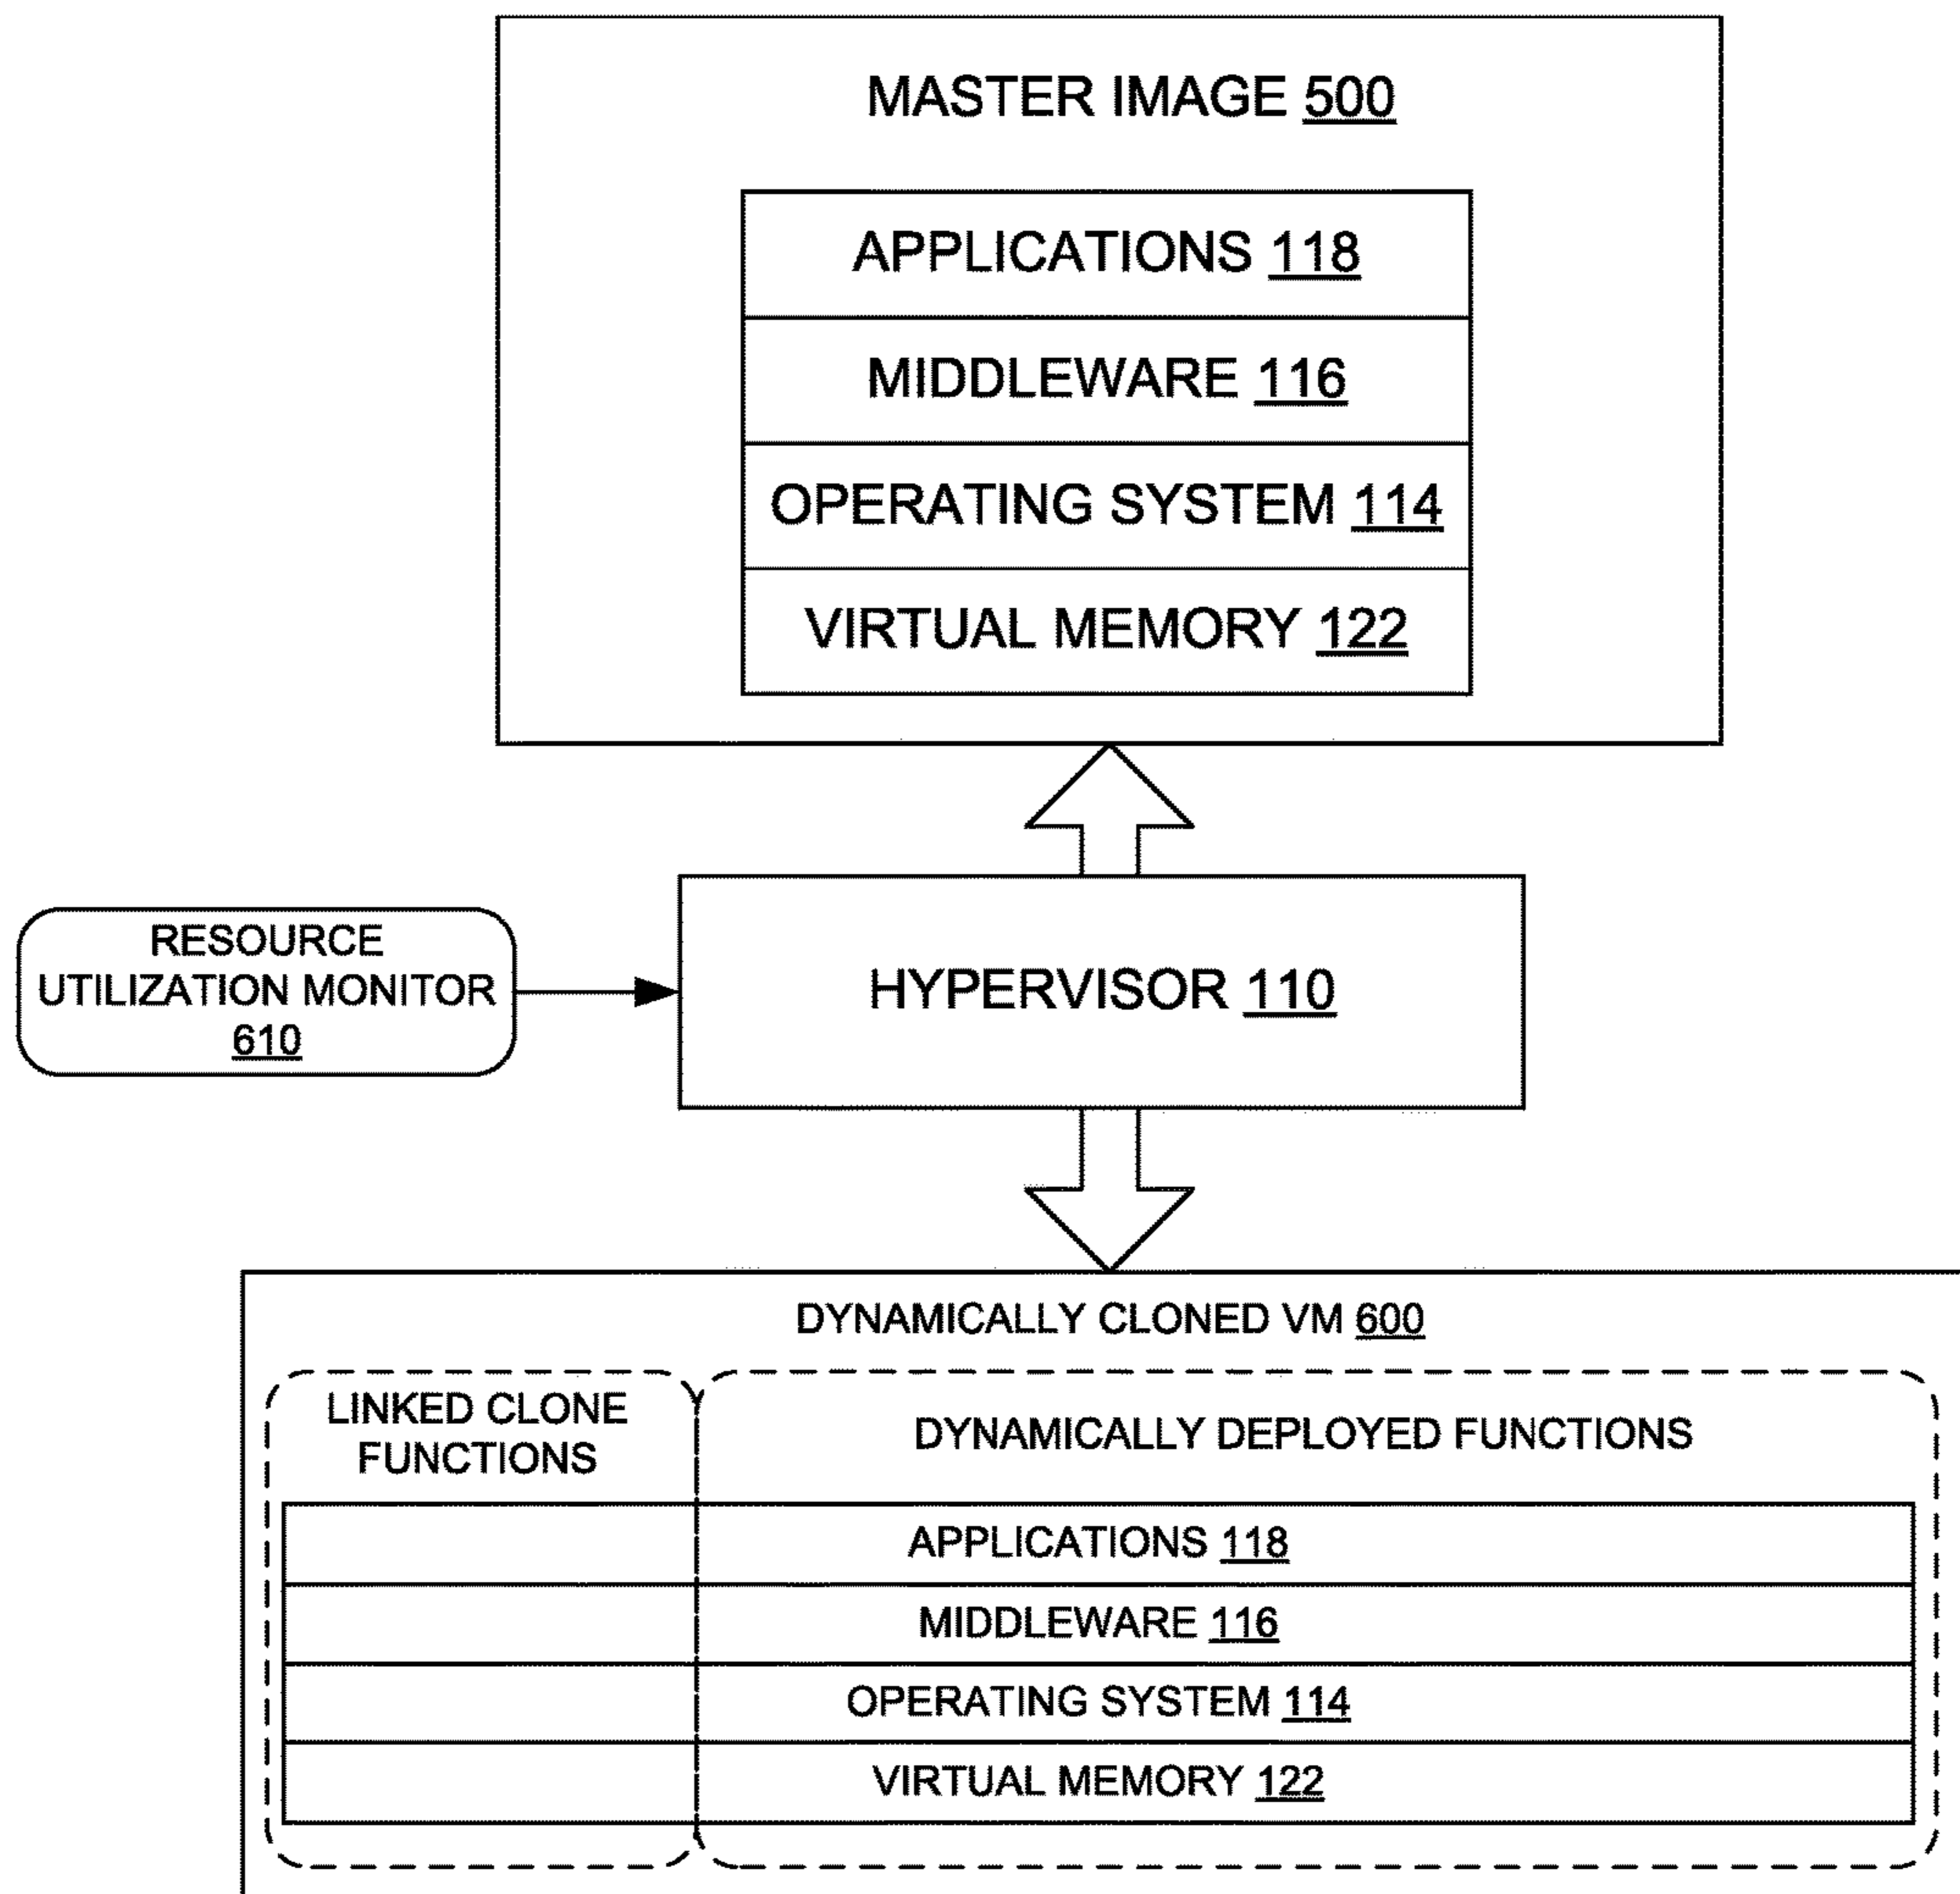 MASTER IMAGE 500
APPLICATIONS 118
MIDDLEWARE 116
OPERATING SYSTEM 114
VIRTUAL MEMORY 122
RESOURCE
UTILIZATION MONITOR
610
HYPERVISOR 110
DYNAMICALLY CLONED VM 600
LINKED CLONE
FUNCTIONS
DYNAMICALLY DEPLOYED FUNCTIONS
APPLICATIONS 118
MIDDLEWARE 116
OPERATING SYSTEM 114
VIRTUAL MEMORY 122